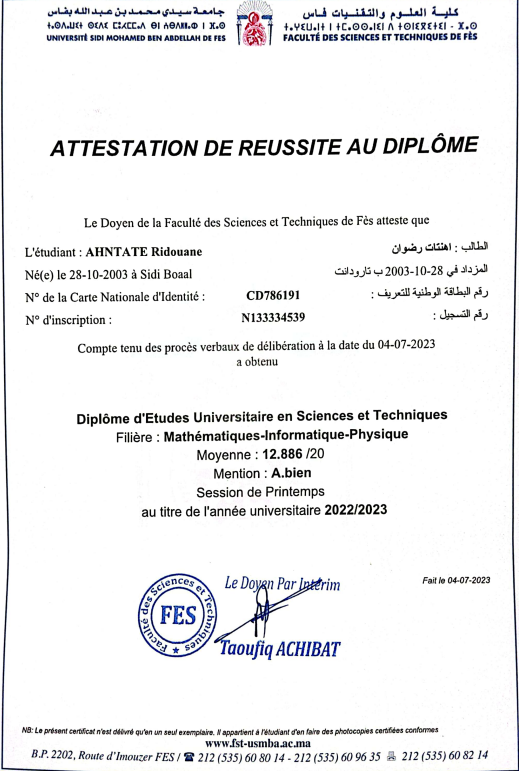 جامعة سيدي محمد بن عبد الله بفاس
ⵜⴰⵙⴷⴰⵡⵉⵜ ⵙⵉⴷⵉ ⵎⵓⵃⵎⵎⴷ ⴱⵏ ⵄⴱⴷⵍⵍⴰⵀ ⵏ ⴼⴰⵙ
UNIVERSITÉ SIDI MOHAMED BEN ABDELLAH DE FES
كلية العلوم والتقنيات فاس
FACULTÉ DES SCIENCES ET TECHNIQUES DE FÈS
ATTESTATION DE REUSSITE AU DIPLÔME
Le Doyen de la Faculté des Sciences et Techniques de Fès atteste que
L'étudiant : AHNTATE Ridouane الطالب : اهنتات رضوان
Né(e) le 28-10-2003 à Sidi Boaal المزداد في 28-10-2003 ب تارودانت
N° de la Carte Nationale d'Identité : CD786191 رقم البطاقة الوطنية للتعريف :
N° d'inscription : N133334539 رقم التسجيل :
Compte tenu des procès verbaux de délibération à la date du 04-07-2023
a obtenu
Diplôme d'Etudes Universitaire en Sciences et Techniques
Filière : Mathématiques-Informatique-Physique
Moyenne : 12.886 /20
Mention : A.bien
Session de Printemps
au titre de l'année universitaire 2022/2023
Fait le 04-07-2023
Le Doyen Par Intérim
Faculté des Sciences et Techniques
FES
Taoufiq ACHIBAT
NB: Le présent certificat n'est délivré qu'en un seul exemplaire. Il appartient à l'étudiant d'en faire des photocopies certifiées conformes
www.fst-usmba.ac.ma
B.P. 2202, Route d'Imouzer FES / ☎ 212 (535) 60 80 14 - 212 (535) 60 96 35 📠 212 (535) 60 82 14